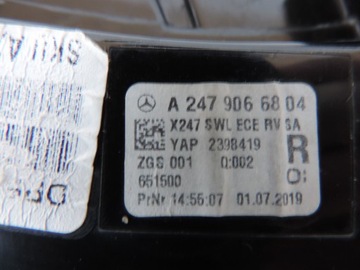 A 247 906 68 04
X247 SWL ECE RV SA
YAP 2398419
R
ZGS 001 Q:002
651500
PrNr 14:56:07 01.07.2019